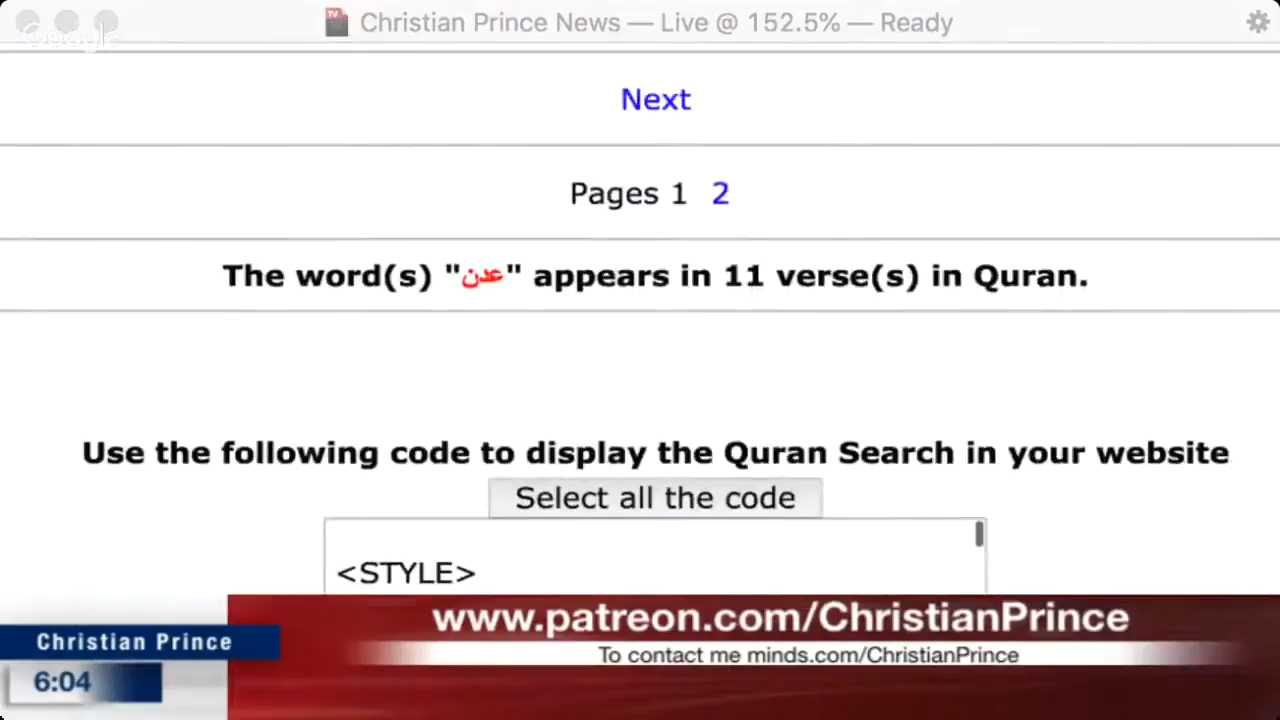 Christian Prince News — Live @ 152.5% — Ready
Google
Next
Pages 1 2
The word(s) "عدن" appears in 11 verse(s) in Quran.
Use the following code to display the Quran Search in your website
Select all the code
<STYLE>
www.patreon.com/ChristianPrince
Christian Prince
To contact me minds.com/ChristianPrince
6:04